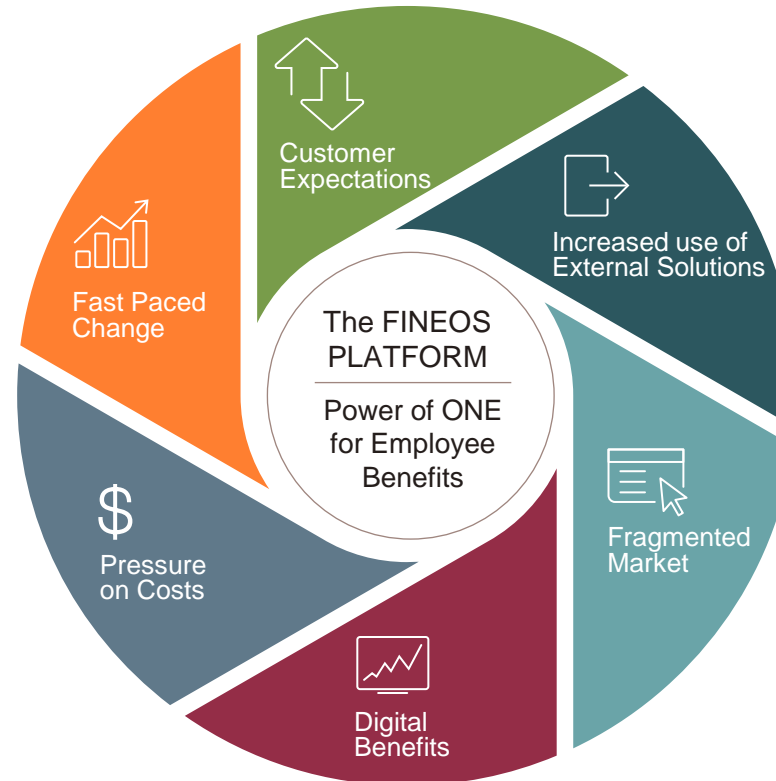 Customer
Expectations
Increased use of
External Solutions
Fast Paced
Change
The FINEOS
PLATFORM
Power of ONE
for Employee
Benefits
$
Pressure
on Costs
Fragmented
Market
Digital
Benefits